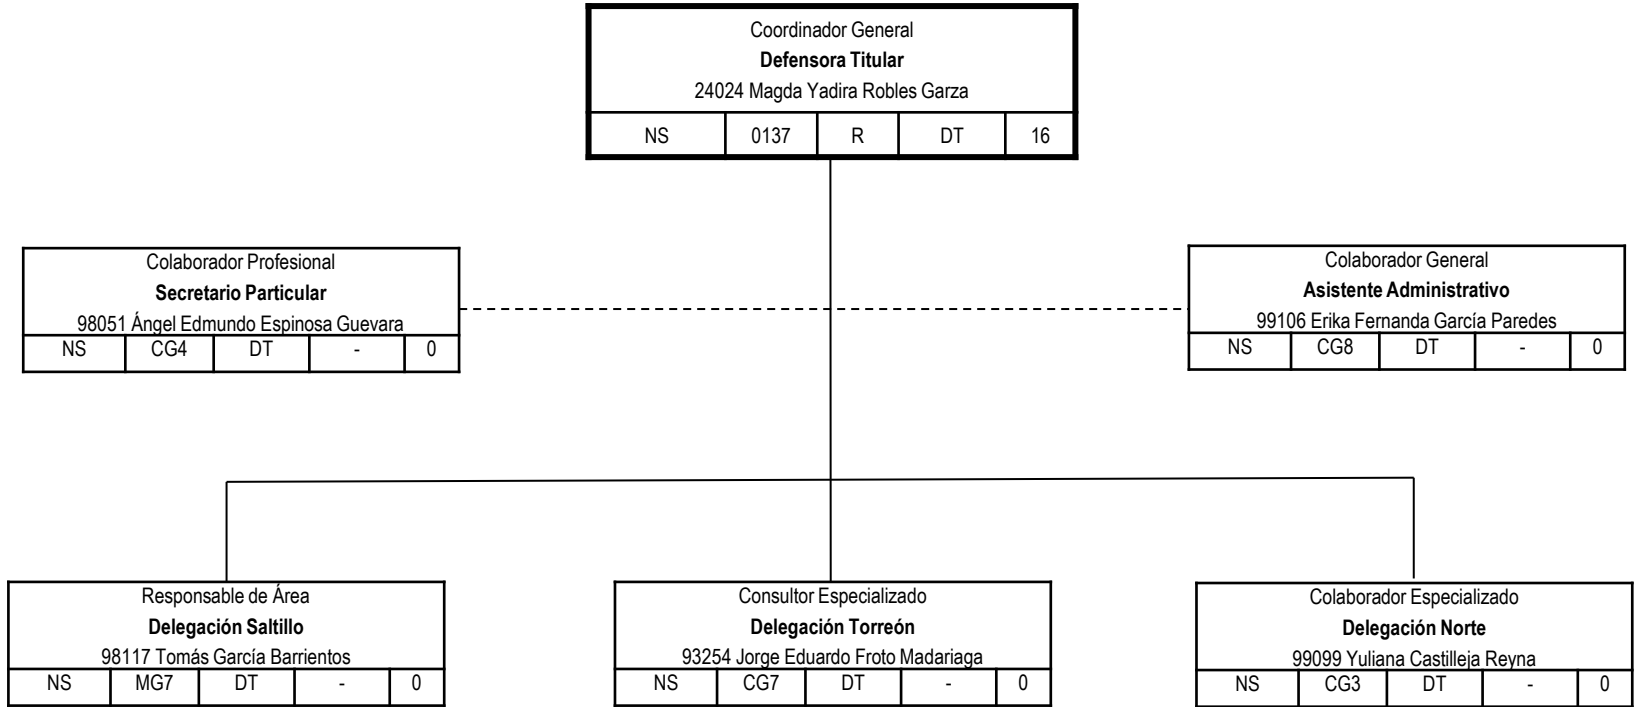 Coordinador General
Defensora Titular
24024 Magda Yadira Robles Garza
NS 0137 R DT 16
Colaborador Profesional
Secretario Particular
98051 Ángel Edmundo Espinosa Guevara
NS CG4 DT - 0
Colaborador General
Asistente Administrativo
99106 Erika Fernanda García Paredes
NS CG8 DT - 0
Responsable de Área
Delegación Saltillo
98117 Tomás García Barrientos
NS MG7 DT - 0
Consultor Especializado
Delegación Torreón
93254 Jorge Eduardo Froto Madariaga
NS CG7 DT - 0
Colaborador Especializado
Delegación Norte
99099 Yuliana Castilleja Reyna
NS CG3 DT - 0